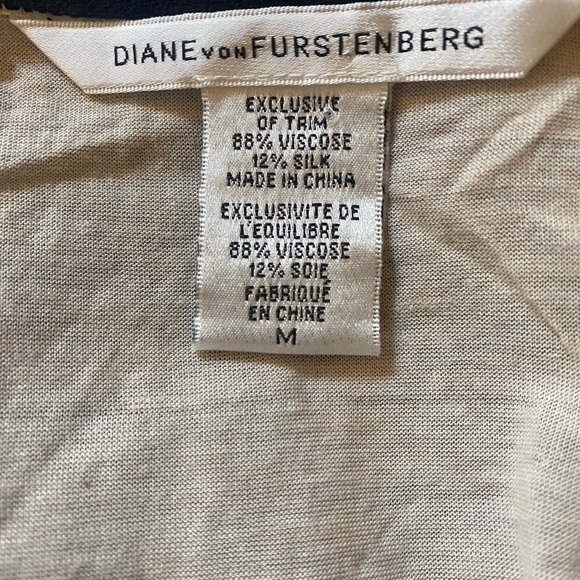 DIANE VON FURSTENBERG
EXCLUSIVE
OF TRIM
88% VISCOSE
12% SILK
MADE IN CHINA
EXCLUSIVITE DE
L'EQUILIBRE
88% VISCOSE
12% SOIE
FABRIQUÉ
EN CHINE
M